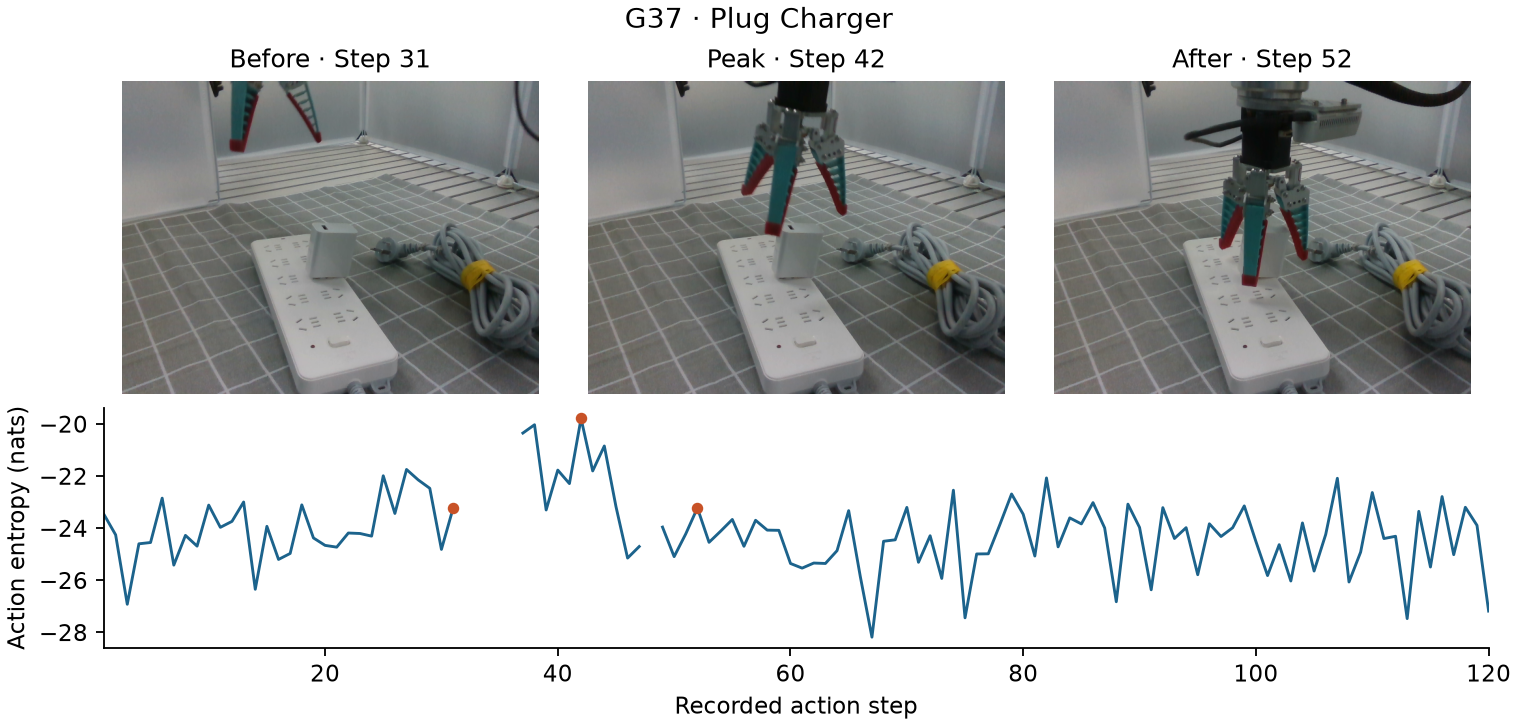 G37 · Plug Charger
Before · Step 31
Peak · Step 42
After · Step 52
Action entropy (nats)
−20
−22
−24
−26
−28
20
40
60
80
100
120
Recorded action step